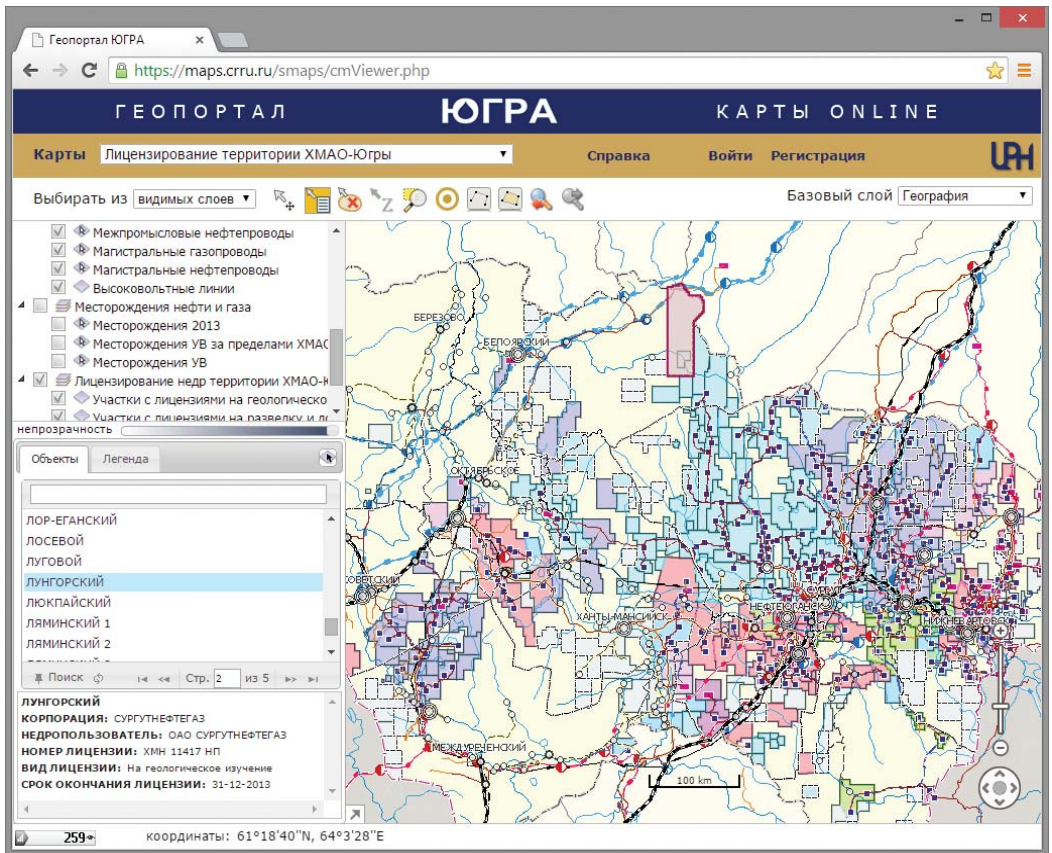 Геопортал ЮГРА
https://maps.crru.ru/smaps/cmViewer.php
ГЕОПОРТАЛ ЮГРА КАРТЫ ONLINE
Карты Лицензирование территории ХМАО-Югры Справка Войти Регистрация
Выбирать из видимых слоев Базовый слой География
Межпромысловые нефтепроводы
Магистральные газопроводы
Магистральные нефтепроводы
Высоковольтные линии
Месторождения нефти и газа
Месторождения 2013
Месторождения УВ за пределами ХМАО
Месторождения УВ
Лицензирование недр территории ХМАО-
Участки с лицензиями на геологическо
Участки с лицензиями на разведку и
непрозрачность
Объекты Легенда
ЛОР-ЕГАНСКИЙ
ЛОСЕВОЙ
ЛУГОВОЙ
ЛУНГОРСКИЙ
ЛЮКПАЙСКИЙ
ЛЯМИНСКИЙ 1
ЛЯМИНСКИЙ 2
Поиск Стр. 2 из 5
ЛУНГОРСКИЙ
КОРПОРАЦИЯ: СУРГУТНЕФТЕГАЗ
НЕДРОПОЛЬЗОВАТЕЛЬ: ОАО СУРГУТНЕФТЕГАЗ
НОМЕР ЛИЦЕНЗИИ: ХМН 11417 НП
ВИД ЛИЦЕНЗИИ: На геологическое изучение
СРОК ОКОНЧАНИЯ ЛИЦЕНЗИИ: 31-12-2013
БЕРЕЗОВО
БЕЛОЯРСКИЙ
ОКТЯБРЬСКОЕ
СОВЕТСКИЙ
ХАНТЫ-МАНСИЙСК
СУРГУТ
НЕФТЕЮГАНСК
НИЖНЕВАРТОВСК
МЕЖДУРЕЧЕНСКИЙ
100 km
259
координаты: 61°18'40"N, 64°3'28"E